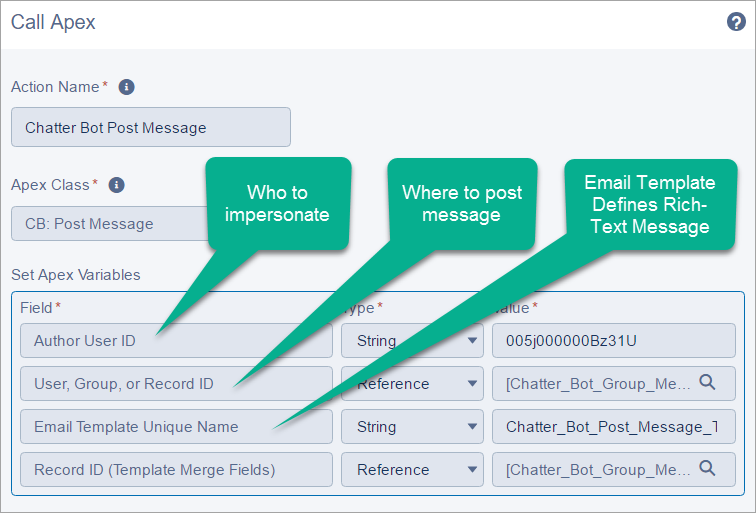 Call Apex
?
Action Name *
Chatter Bot Post Message
Apex Class *
CB: Post Message
Who to
impersonate
Where to post
message
Email Template
Defines Rich-
Text Message
Set Apex Variables
Field * ype * alue *
Author User ID String 005j000000Bz31U
User, Group, or Record ID Reference [Chatter_Bot_Group_Me...
Email Template Unique Name String Chatter_Bot_Post_Message_T
Record ID (Template Merge Fields) Reference [Chatter_Bot_Group_Me...